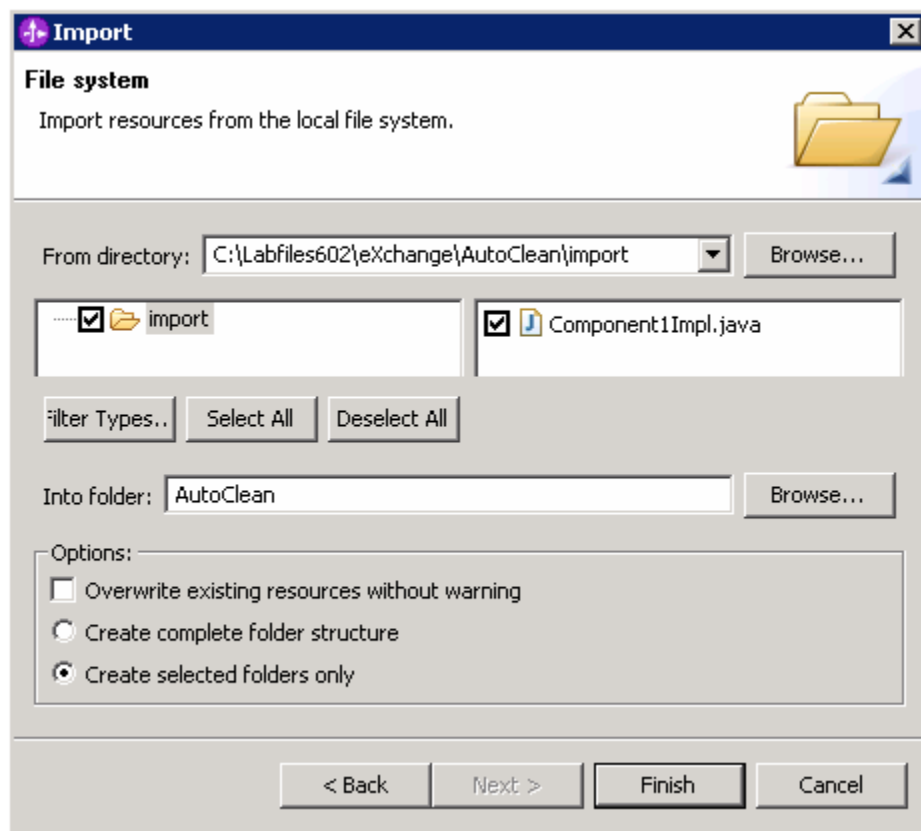 Import
File system
Import resources from the local file system.
From directory: C:\Labfiles602\eXchange\AutoClean\import Browse...
import Component1Impl.java
Filter Types.. Select All Deselect All
Into folder: AutoClean Browse...
Options:
Overwrite existing resources without warning
Create complete folder structure
Create selected folders only
< Back Next > Finish Cancel